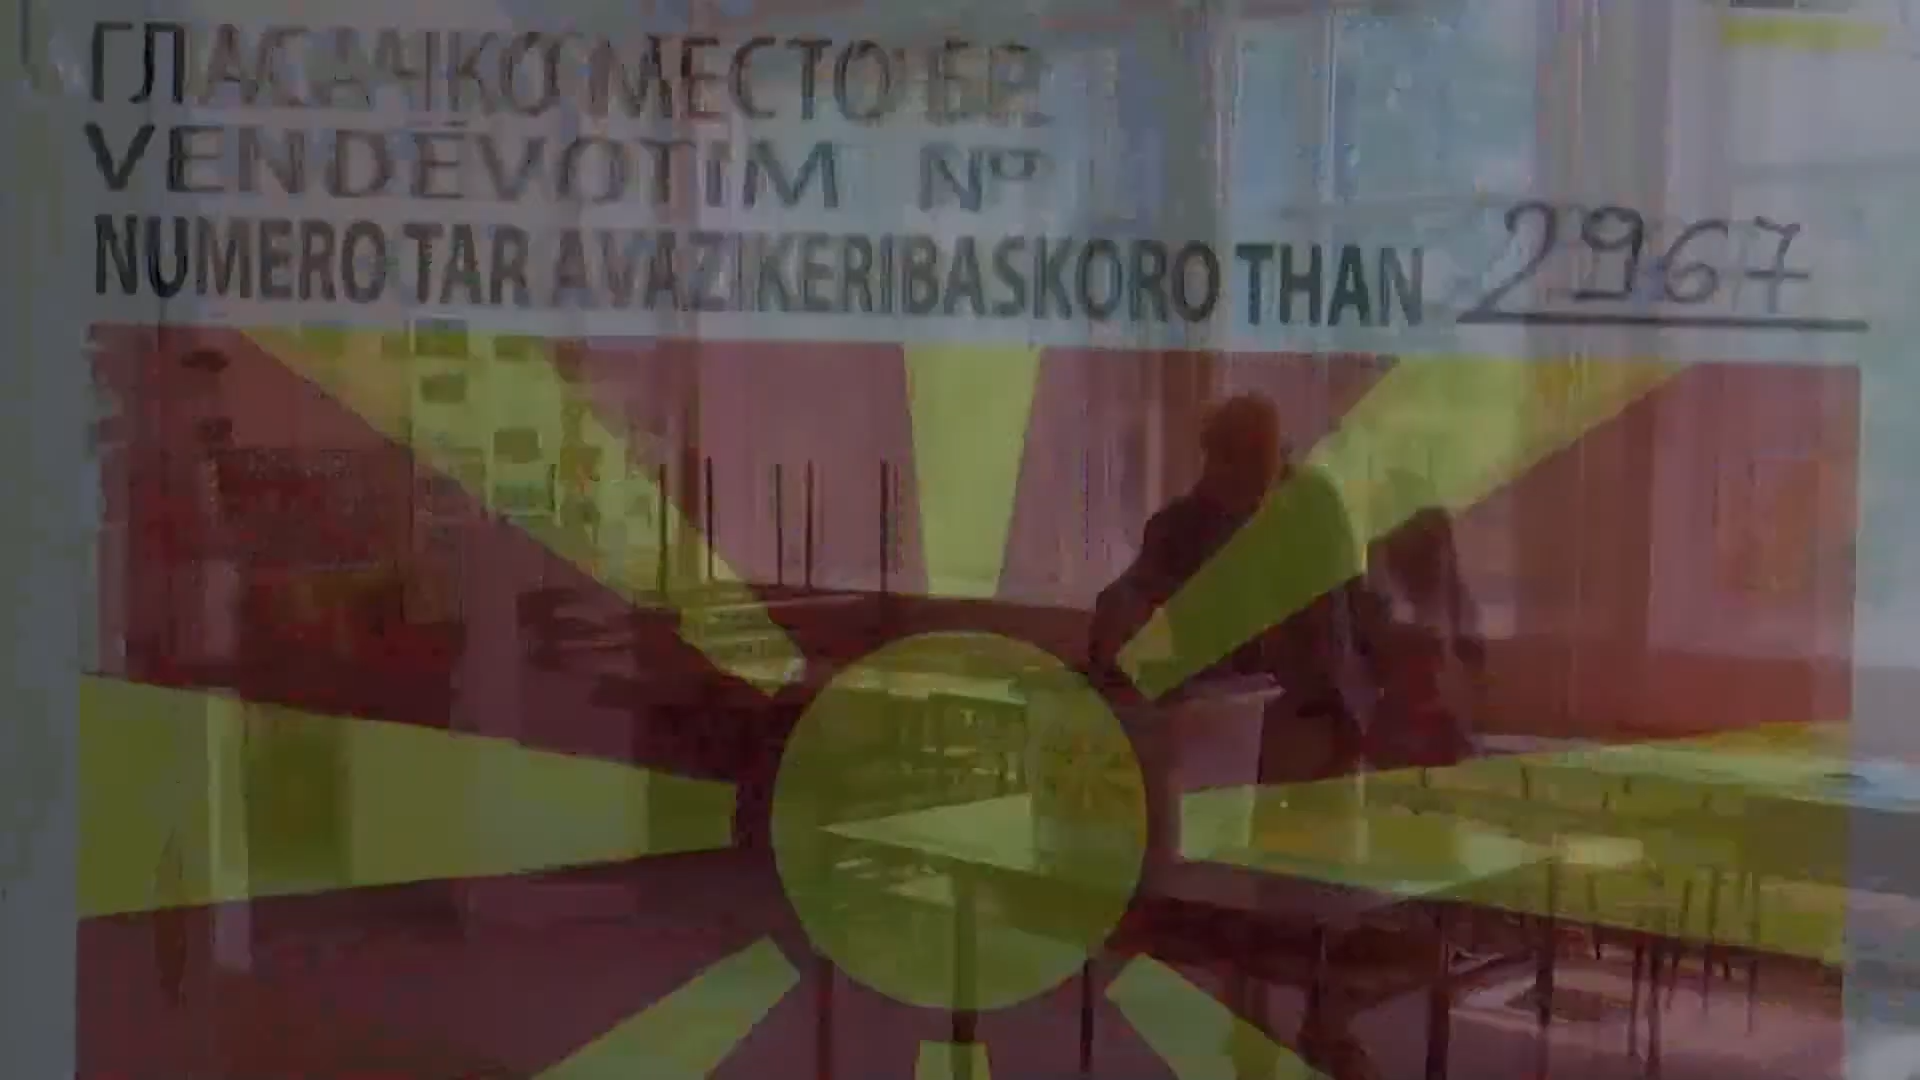 ГЛАСАЧКО МЕСТО БР.
VENDËVOTIM Nº
NUMERO TAR AVAZIKERIBASKORO THAN 2967